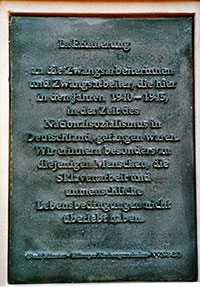 In Erinnerung
an die Zwangsarbeiterinnen
und Zwangsarbeiter, die hier
in den Jahren 1940 - 1945,
in der Zeit des
Nationalsozialismus in
Deutschland, gefangen waren.
Wir erinnern besonders an
diejenigen Menschen, die
Sklavenarbeit und
unmenschliche
Lebensbedingungen nicht
überlebt haben.